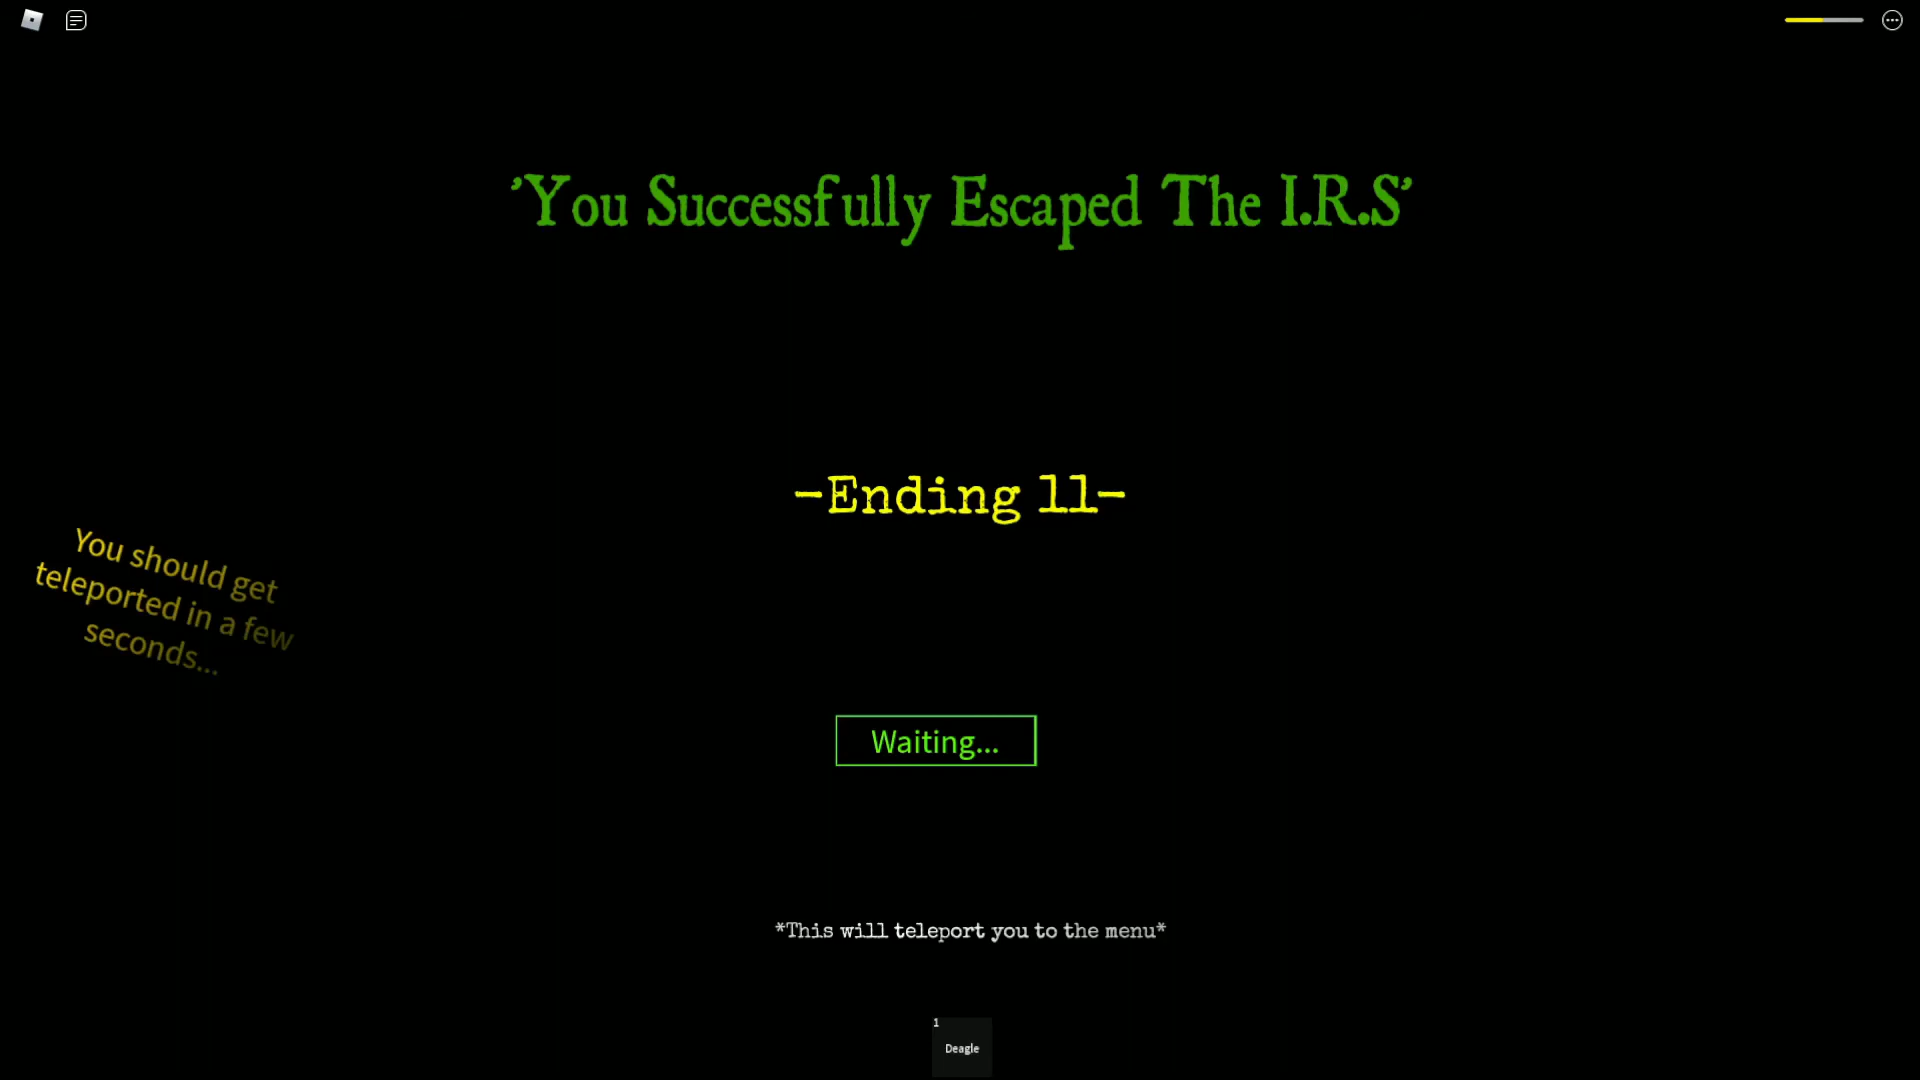 'You Successfully Escaped The I.R.S'
-Ending 11-
You should get
teleported in a few
seconds...
Waiting...
*This will teleport you to the menu*
1
Deagle